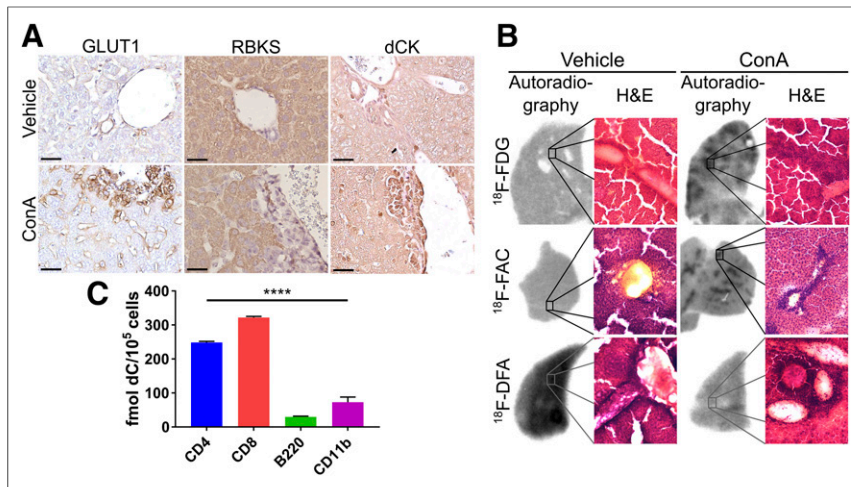 A
GLUT1 RBKS dCK
Vehicle
ConA
B
Vehicle ConA
Autoradio-
graphy
H&E
Autoradio-
graphy
H&E
¹⁸F-FDG
¹⁸F-FAC
¹⁸F-DFA
C
****
fmol dC/10⁵ cells
400
300
200
100
0
CD4 CD8 B220 CD11b